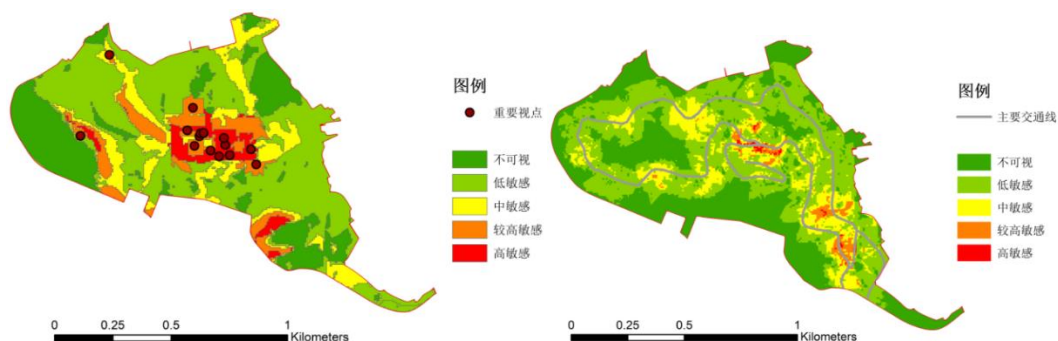 图例
重要视点
不可视
低敏感
中敏感
较高敏感
高敏感
0 0.25 0.5 1
Kilometers
图例
主要交通线
不可视
低敏感
中敏感
较高敏感
高敏感
0 0.25 0.5 1
Kilometers